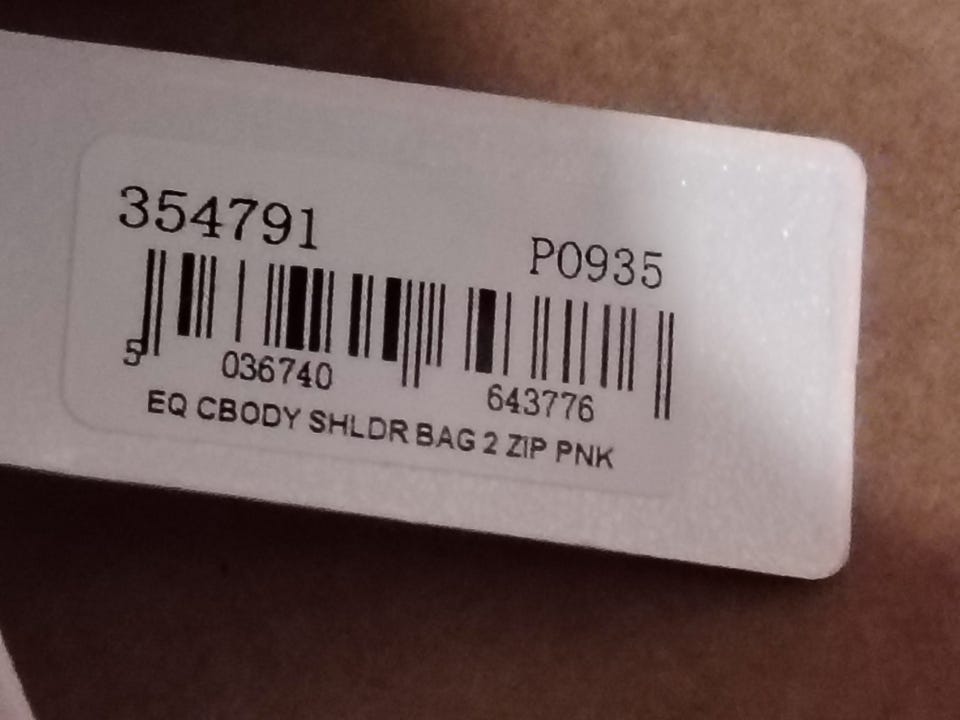 354791
P0935
5 036740 643776
EQ CBODY SHLDR BAG 2 ZIP PNK